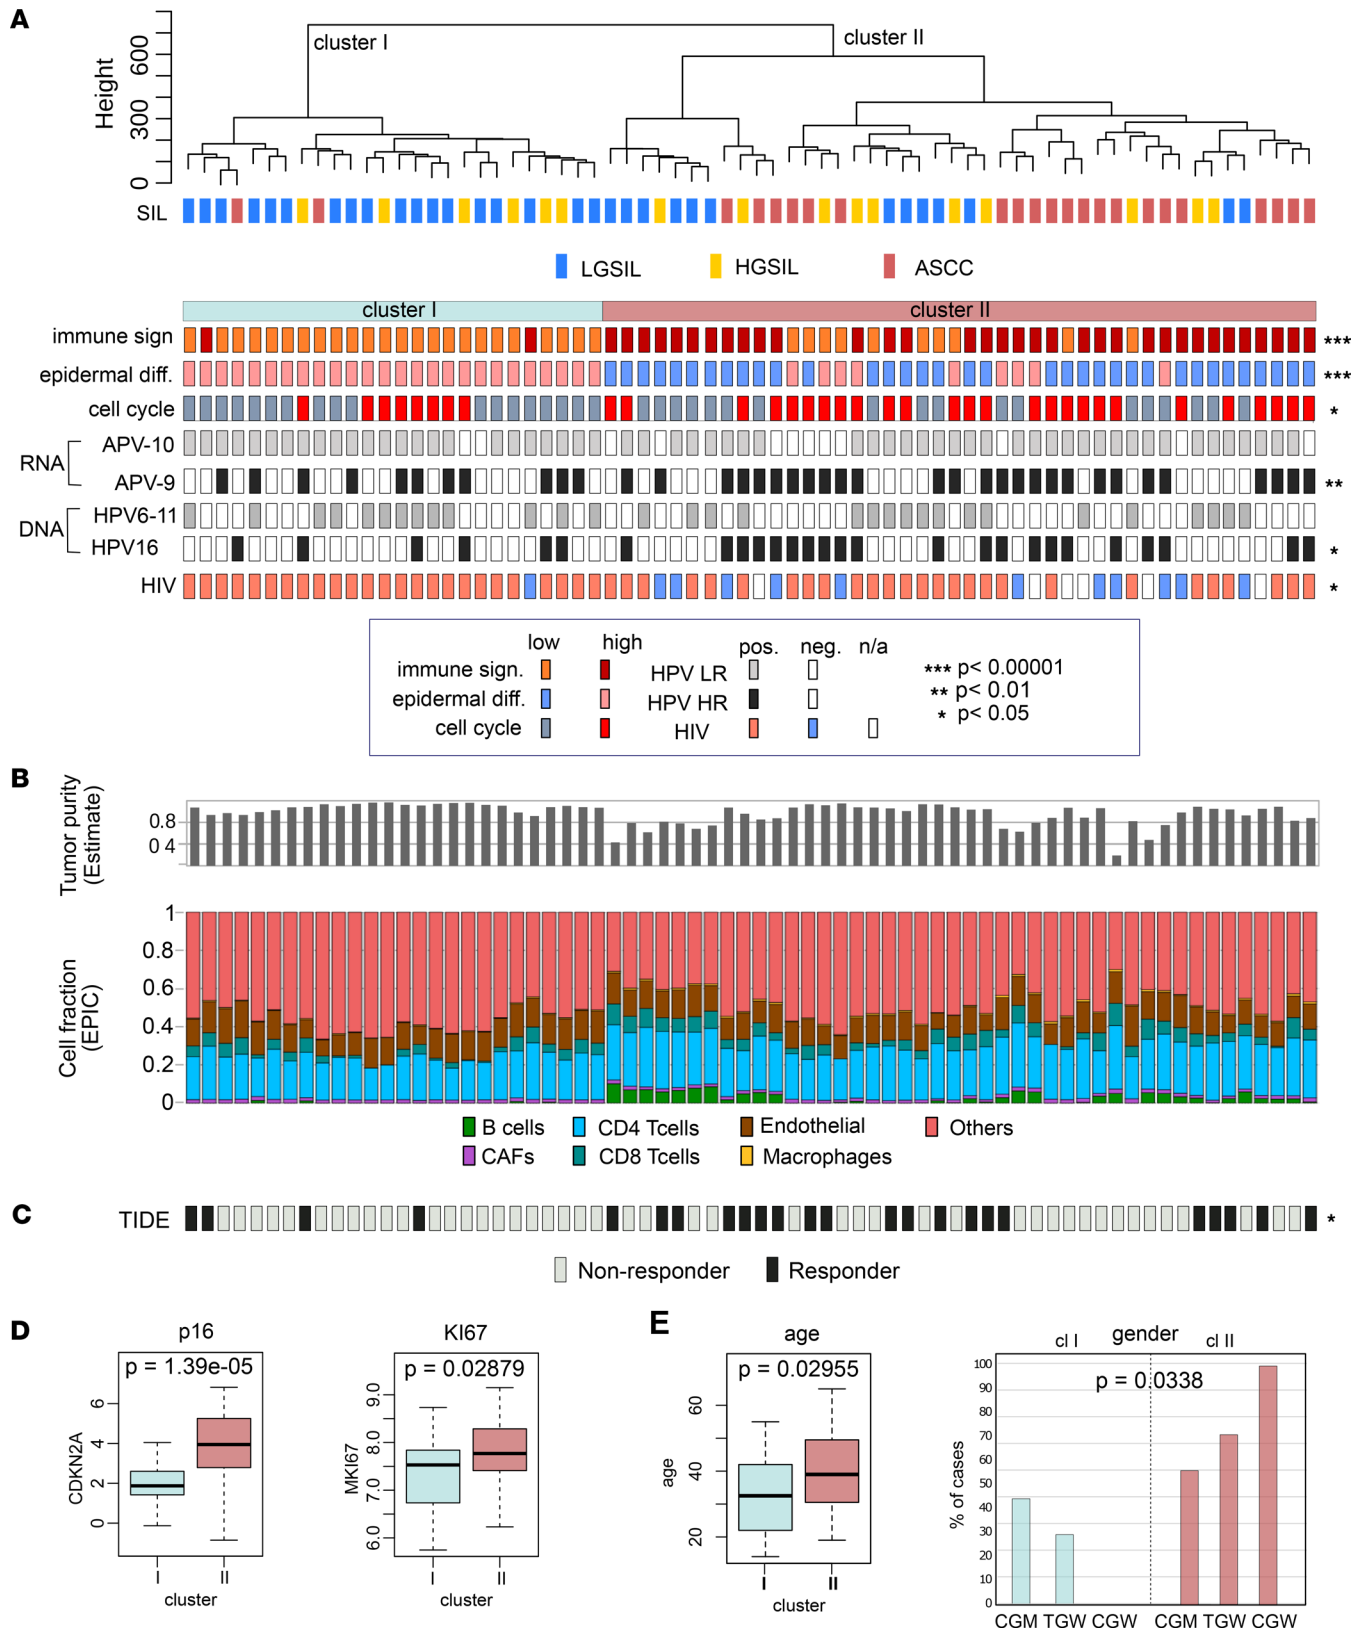 A
Height
600
300
0
cluster I
cluster II
SIL
LGSIL
HGSIL
ASCC
cluster I
cluster II
immune sign
***
epidermal diff.
***
cell cycle
*
RNA
APV-10
APV-9
**
DNA
HPV6-11
HPV16
*
HIV
*
low
high
pos.
neg.
n/a
immune sign.
HPV LR
*** p< 0.00001
epidermal diff.
HPV HR
** p< 0.01
cell cycle
HIV
* p< 0.05
B
Tumor purity
(Estimate)
0.8
0 4
Cell fraction
(EPIC)
1
0.8
0.6
0.4
0.2
0
B cells
CD4 Tcells
Endothelial
Others
CAFs
CD8 Tcells
Macrophages
C
TIDE
*
Non-responder
Responder
D
p16
p = 1.39e-05
CDKN2A
6
4
2
0
I
II
cluster
KI67
p = 0.02879
MKI67
9.0
8.0
7.0
6.0
I
II
cluster
E
age
p = 0.02955
age
60
40
20
I
II
cluster
cl I
gender
cl II
p = 0.0338
% of cases
100
90
80
70
60
50
40
30
20
10
0
CGM TGW CGW
CGM TGW CGW